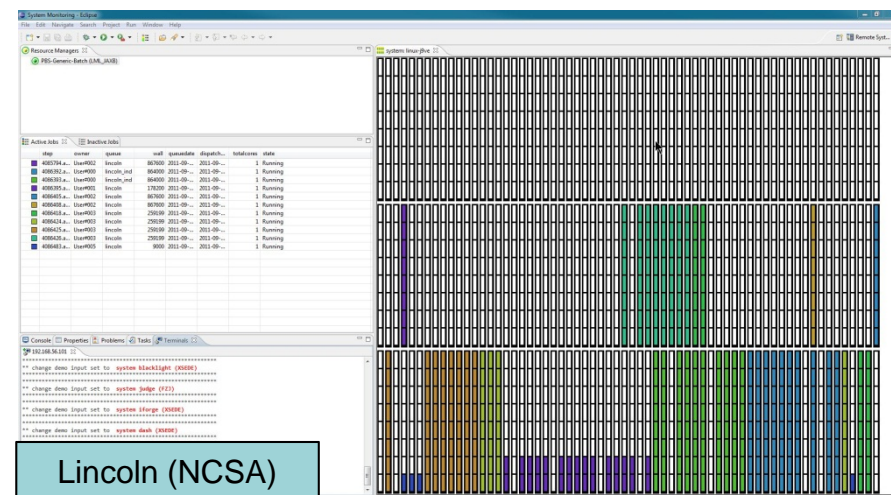 System Monitoring - Eclipse
File Edit Navigate Search Project Run Window Help
Remote Syst...
Resource Managers
PBS-Generic-Batch (LML_JAXB)
system: linux-j9ve
Active Jobs Inactive Jobs
step owner queue wall queuedate dispatch... totalcores state
4085794.a... User#002 lincoln 867600 2011-09-... 2011-09-... 1 Running
4086392.a... User#000 lincoln_ind 864000 2011-09-... 2011-09-... 1 Running
4086393.a... User#000 lincoln_ind 864000 2011-09-... 2011-09-... 1 Running
4086395.a... User#001 lincoln 178200 2011-09-... 2011-09-... 1 Running
4086405.a... User#002 lincoln 867600 2011-09-... 2011-09-... 1 Running
4086408.a... User#002 lincoln 867600 2011-09-... 2011-09-... 1 Running
4086418.a... User#003 lincoln 259199 2011-09-... 2011-09-... 1 Running
4086424.a... User#003 lincoln 259199 2011-09-... 2011-09-... 1 Running
4086425.a... User#003 lincoln 259199 2011-09-... 2011-09-... 1 Running
4086426.a... User#003 lincoln 259199 2011-09-... 2011-09-... 1 Running
4086483.a... User#005 lincoln 9000 2011-09-... 2011-09-... 1 Running
Console Properties Problems Tasks Terminals
192.168.56.101
** change demo input set to system blacklight (XSEDE)
** change demo input set to system judge (FZJ)
** change demo input set to system iforge (XSEDE)
** change demo input set to system dash (XSEDE)
Lincoln (NCSA)